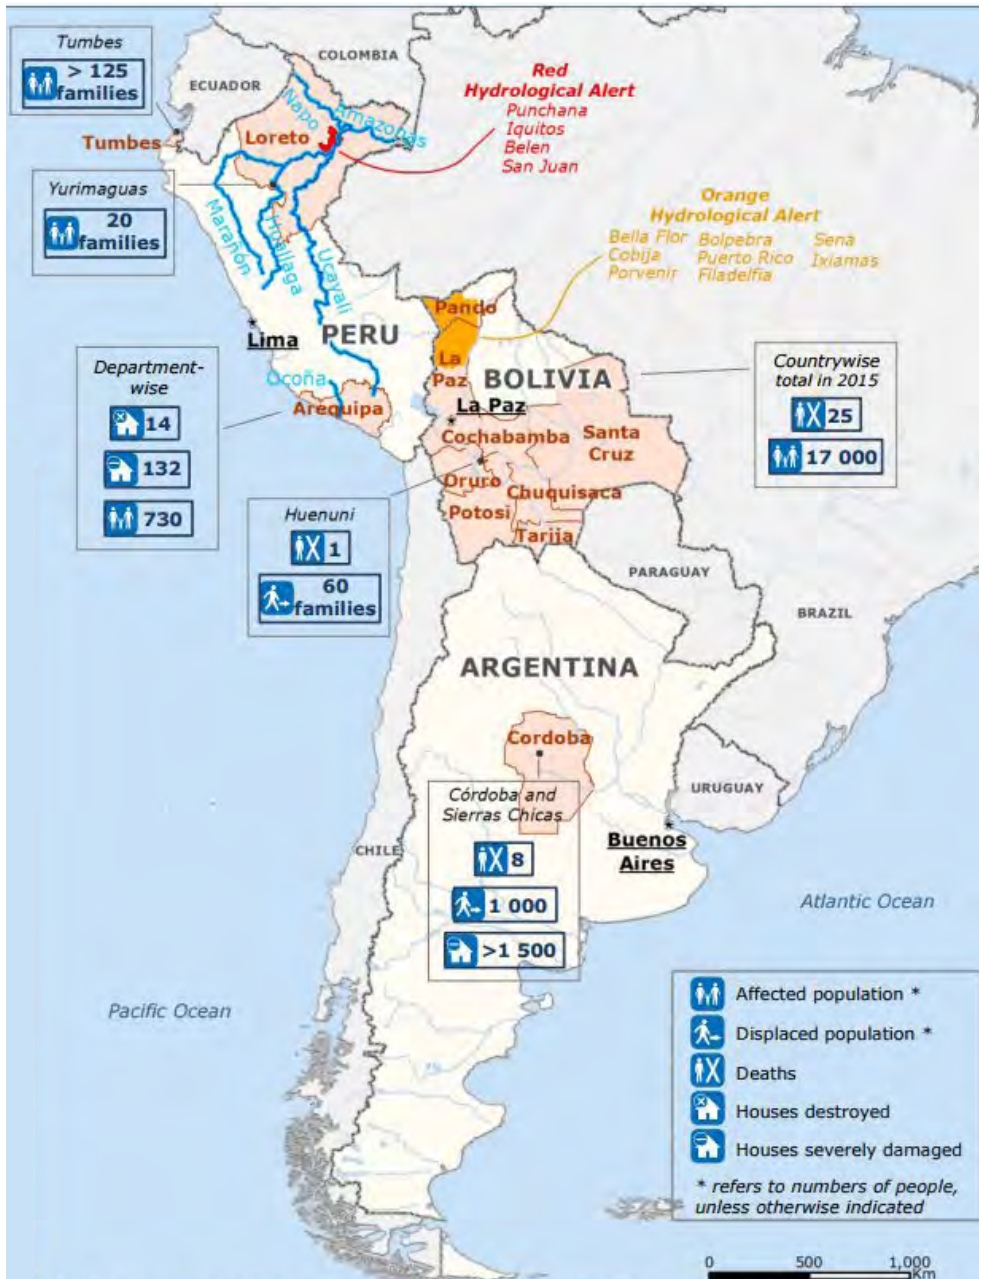 Tumbes
> 125
families
COLOMBIA
ECUADOR
Napo
Amazonas
Loreto
Tumbes
Red
Hydrological Alert
Punchana
Iquitos
Belen
San Juan
Yurimaguas
20
families
Marañón
Huallaga
Ucayali
Orange
Hydrological Alert
Bella Flor Bolpebra Sena
Cobija Puerto Rico Ixiamas
Porvenir Filadelfia
Pando
Lima
PERU
La
Paz
BOLIVIA
La Paz
Ocoña
Arequipa
Department-
wise
14
132
730
Countrywise
total in 2015
25
17 000
Cochabamba
Santa
Cruz
Oruro
Chuquisaca
Potosi
Tarija
Huenuni
1
60
families
PARAGUAY
BRAZIL
ARGENTINA
Cordoba
Córdoba and
Sierras Chicas
8
1 000
>1 500
URUGUAY
Buenos
Aires
CHILE
Atlantic Ocean
Pacific Ocean
Affected population *
Displaced population *
Deaths
Houses destroyed
Houses severely damaged
* refers to numbers of people,
unless otherwise indicated
0 500 1,000
Km